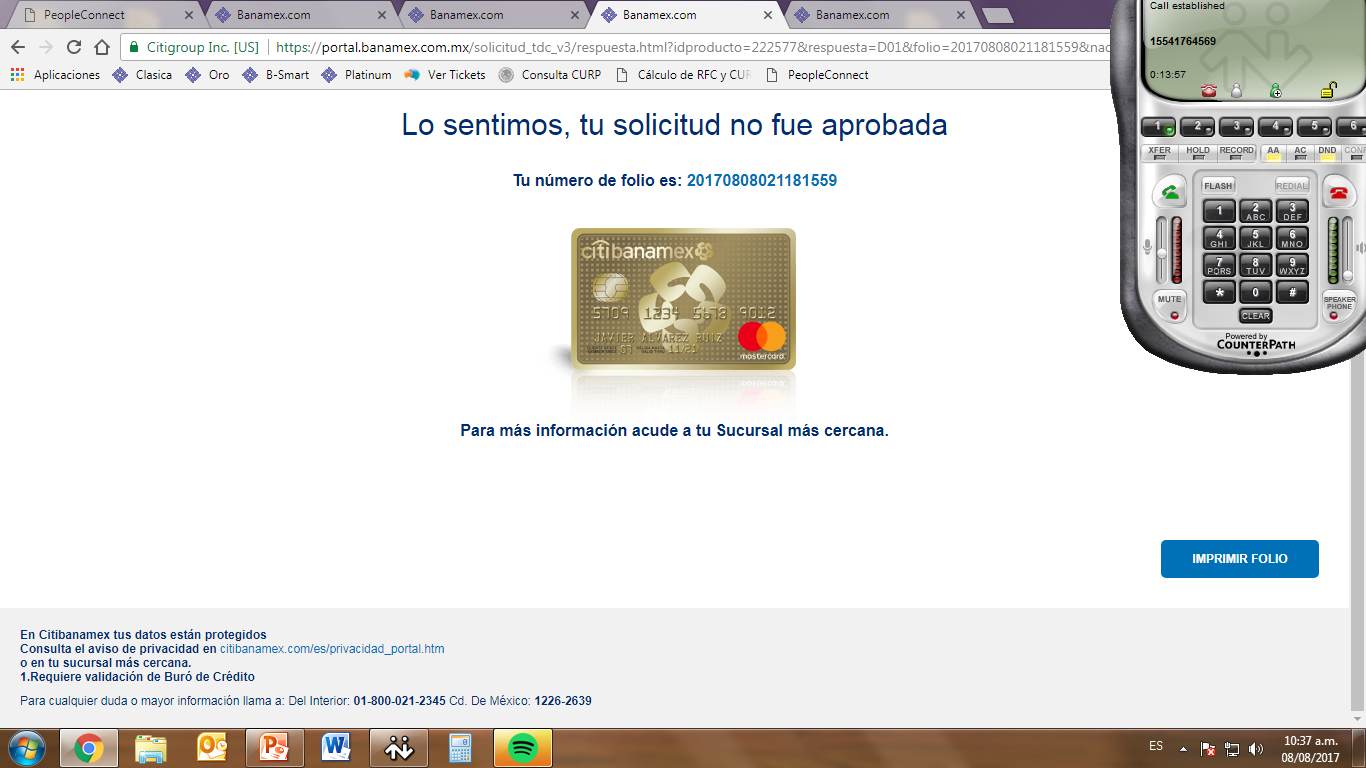 PeopleConnect
Banamex.com
Banamex.com
Banamex.com
Banamex.com
Citigroup Inc. [US] https://portal.banamex.com.mx/solicitud_tdc_v3/respuesta.html?idproducto=222577&respuesta=D01&folio=20170808021181559&nac
Aplicaciones Clasica Oro B-Smart Platinum Ver Tickets Consulta CURP Cálculo de RFC y CUR PeopleConnect
Call established
15541764569
0:13:57
1 2 3 4 5 6
XFER HOLD RECORD AA AC DND CONF
FLASH REDIAL
1 2 ABC 3 DEF
4 GHI 5 JKL 6 MNO
7 PQRS 8 TUV 9 WXYZ
* 0 #
MUTE CLEAR SPEAKER PHONE
Powered by
COUNTERPATH
Lo sentimos, tu solicitud no fue aprobada
Tu número de folio es: 20170808021181559
citibanamex
5709 1234 5678 9012
07 11/21
JAVIER ALVAREZ RUIZ
mastercard
Para más información acude a tu Sucursal más cercana.
IMPRIMIR FOLIO
En Citibanamex tus datos están protegidos
Consulta el aviso de privacidad en citibanamex.com/es/privacidad_portal.htm
o en tu sucursal más cercana.
1.Requiere validación de Buró de Crédito
Para cualquier duda o mayor información llama a: Del Interior: 01-800-021-2345 Cd. De México: 1226-2639
ES
10:37 a.m.
08/08/2017